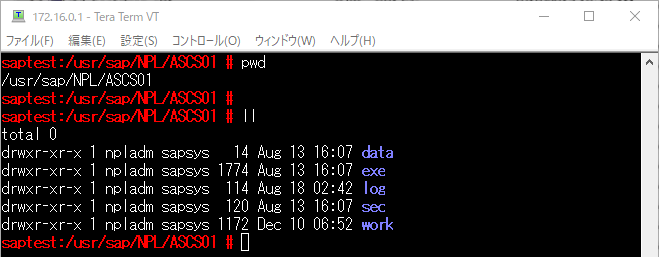 172.16.0.1 - Tera Term VT
ファイル(F) 編集(E) 設定(S) コントロール(O) ウィンドウ(W) ヘルプ(H)
saptest:/usr/sap/NPL/ASCS01 # pwd
/usr/sap/NPL/ASCS01
saptest:/usr/sap/NPL/ASCS01 #
saptest:/usr/sap/NPL/ASCS01 # ll
total 0
drwxr-xr-x 1 npladm sapsys   14 Aug 13 16:07 data
drwxr-xr-x 1 npladm sapsys 1774 Aug 13 16:07 exe
drwxr-xr-x 1 npladm sapsys  114 Aug 18 02:42 log
drwxr-xr-x 1 npladm sapsys  120 Aug 13 16:07 sec
drwxr-xr-x 1 npladm sapsys 1172 Dec 10 06:52 work
saptest:/usr/sap/NPL/ASCS01 #